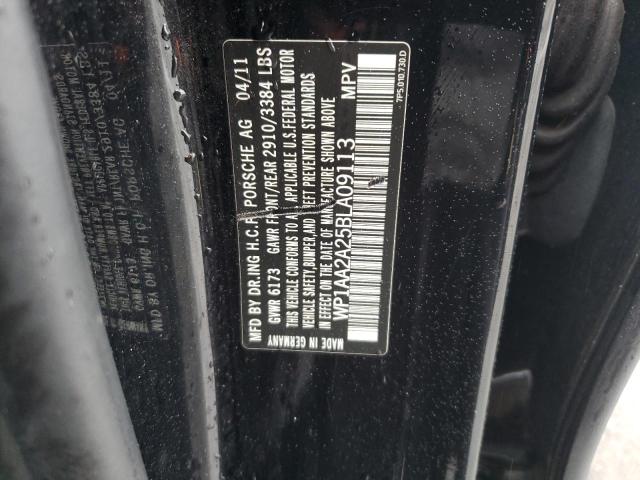 MFD BY DR.ING H.C.F. PORSCHE AG 04/11
GVWR 6173 GAWR FRONT/REAR 2910/3384 LBS
THIS VEHICLE CONFORMS TO ALL APPLICABLE U.S. FEDERAL MOTOR
VEHICLE SAFETY,BUMPER,AND THEFT PREVENTION STANDARDS
IN EFFECT ON THE DATE OF MANUFACTURE SHOWN ABOVE
WP1AA2A25BLA09113 MPV
MADE IN GERMANY
7P5.010.730.D